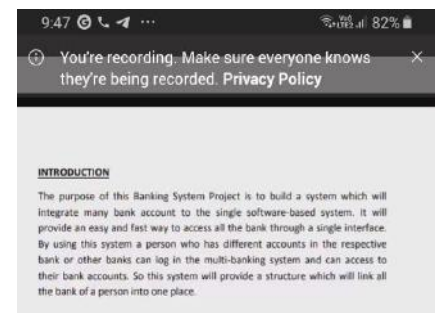 9:47 G ...
VoI) LTE2 .ıl 82%
You're recording. Make sure everyone knows
they're being recorded. Privacy Policy
INTRODUCTION
The purpose of this Banking System Project is to build a system which will
integrate many bank account to the single software-based system. It will
provide an easy and fast way to access all the bank through a single interface.
By using this system a person who has different accounts in the respective
bank or other banks can log in the multi-banking system and can access to
their bank accounts. So this system will provide a structure which will link all
the bank of a person into one place.